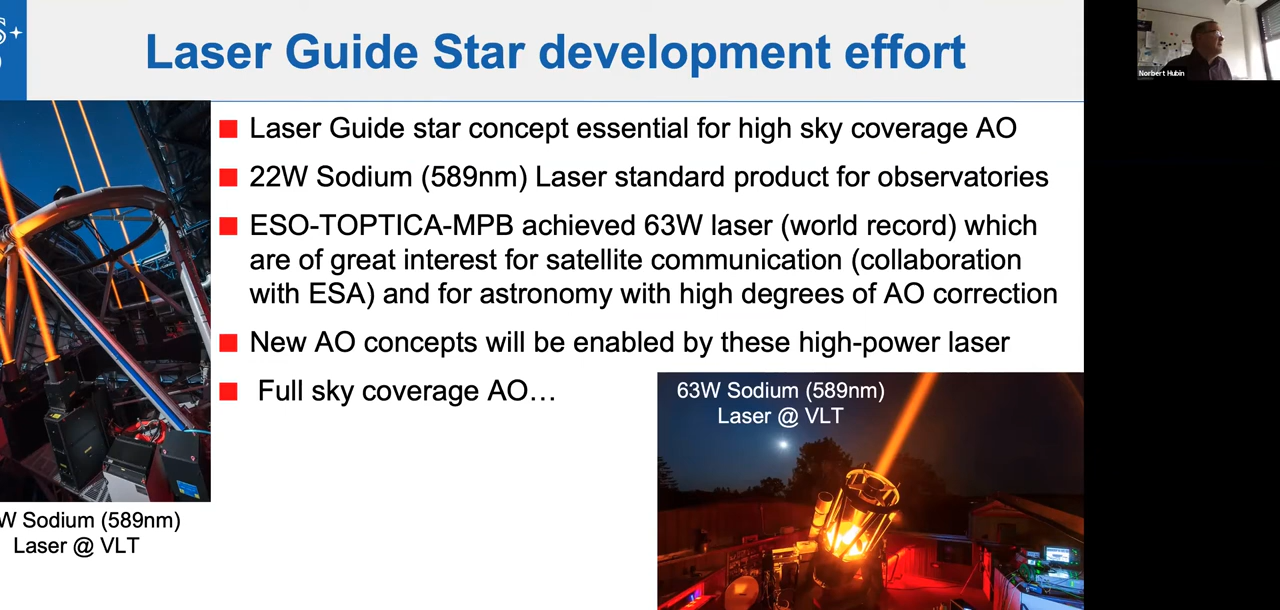 Laser Guide Star development effort
Laser Guide star concept essential for high sky coverage AO
22W Sodium (589nm) Laser standard product for observatories
ESO-TOPTICA-MPB achieved 63W laser (world record) which
are of great interest for satellite communication (collaboration
with ESA) and for astronomy with high degrees of AO correction
New AO concepts will be enabled by these high-power laser
Full sky coverage AO…
63W Sodium (589nm)
Laser @ VLT
W Sodium (589nm)
Laser @ VLT
Norbert Hubin